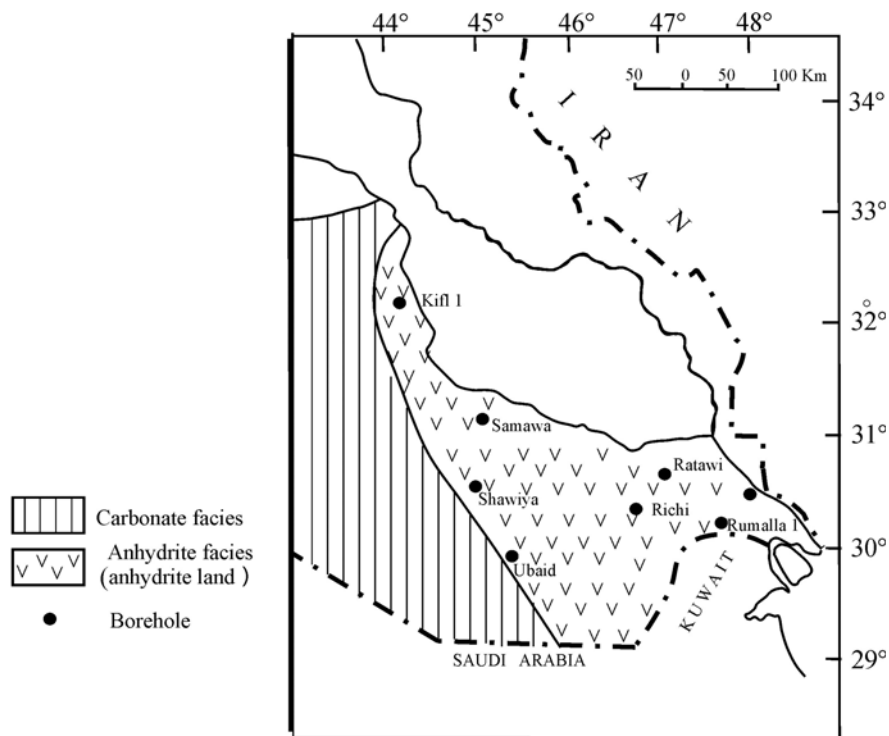 44° 45° 46° 47° 48°
50 0 50 100 Km
34°
IRAN
33°
Kifl 1
32°
Samawa
31°
Ratawi
Shawiya
Richi
Rumalla 1
Carbonate facies
30°
Anhydrite facies
(anhydrite land )
Ubaid
KUWAIT
Borehole
29°
SAUDI ARABIA